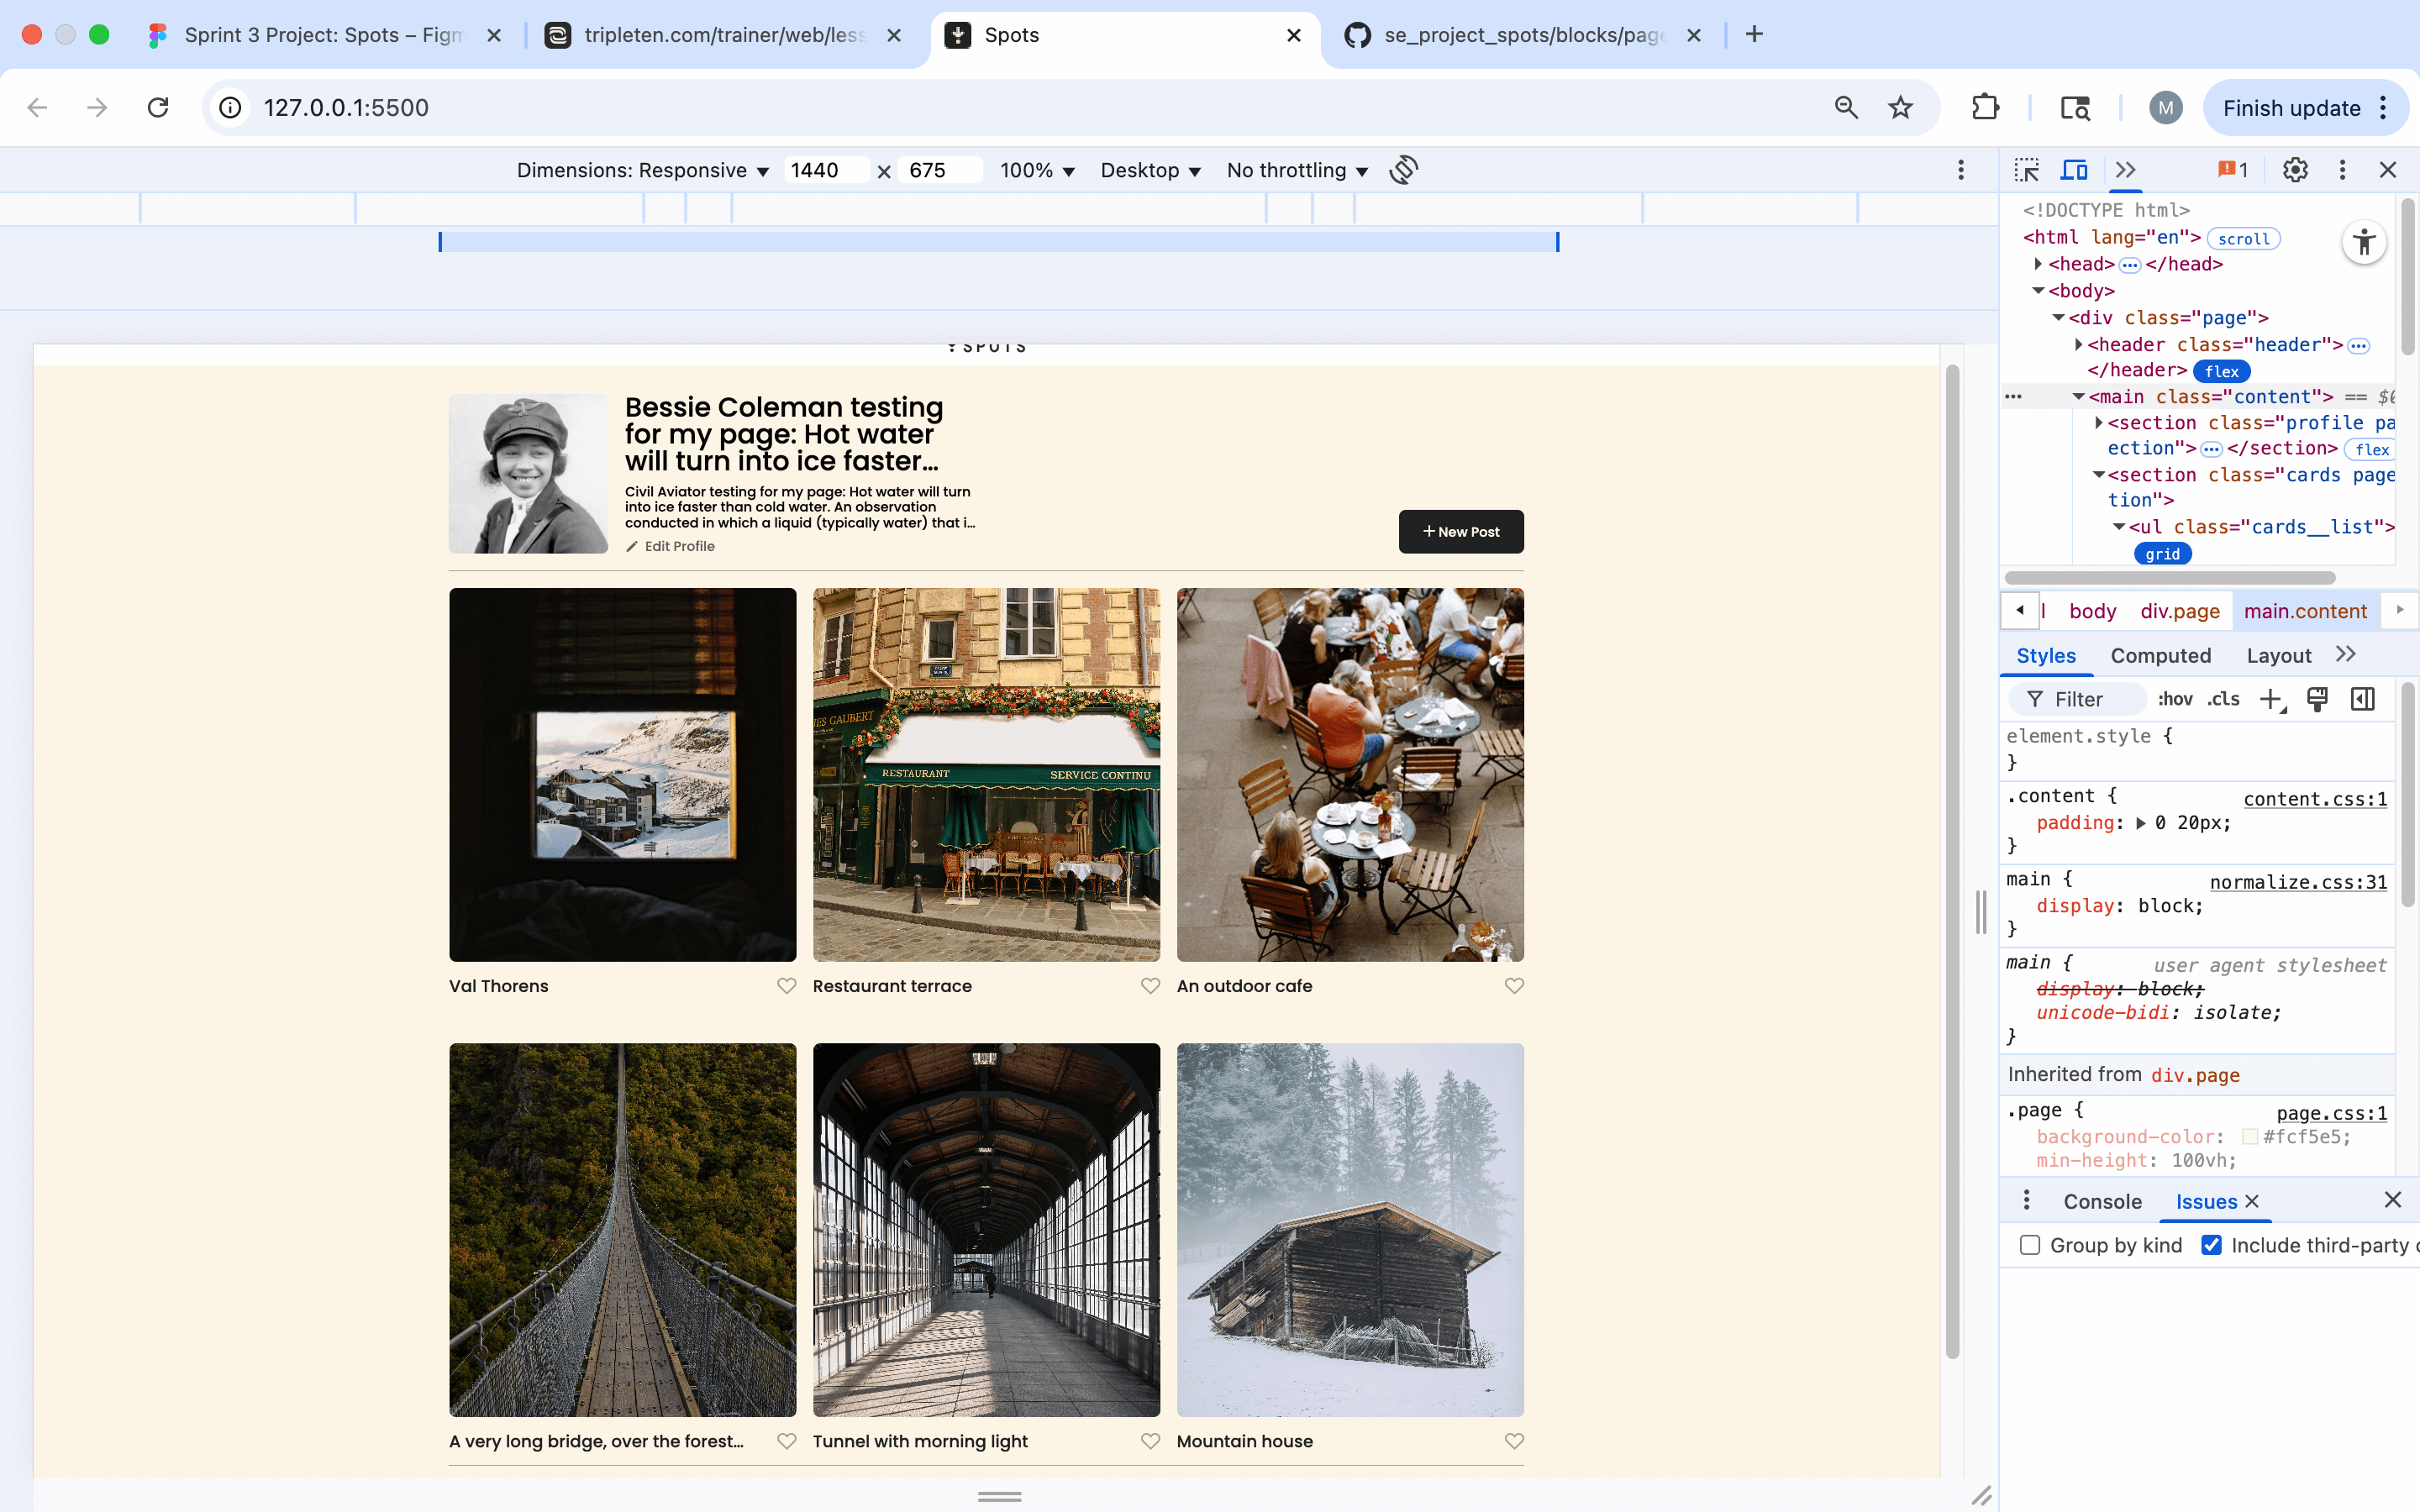 Sprint 3 Project: Spots – Figm
tripleten.com/trainer/web/less
Spots
se_project_spots/blocks/page
127.0.0.1:5500
M
Finish update
Dimensions: Responsive ▼ 1440 × 675 100% ▼ Desktop ▼ No throttling ▼
1
SPOTS
Bessie Coleman testing
for my page: Hot water
will turn into ice faster...
Civil Aviator testing for my page: Hot water will turn
into ice faster than cold water. An observation
conducted in which a liquid (typically water) that i...
Edit Profile
+ New Post
IES GAUBERT
RESTAURANT
SERVICE CONTINU
Val Thorens
Restaurant terrace
An outdoor cafe
A very long bridge, over the forest...
Tunnel with morning light
Mountain house
<!DOCTYPE html>
<html lang="en"> scroll
<head> ••• </head>
<body>
<div class="page">
<header class="header"> •••
</header> flex
••• <main class="content"> == $0
<section class="profile pa
ection"> ••• </section> flex
<section class="cards page
tion">
<ul class="cards__list">
grid
l body div.page main.content
Styles Computed Layout
Filter :hov .cls
element.style {
}
.content { content.css:1
padding: ▶ 0 20px;
}
main { normalize.css:31
display: block;
}
main { user agent stylesheet
display: block;
unicode-bidi: isolate;
}
Inherited from div.page
.page { page.css:1
background-color: #fcf5e5;
min-height: 100vh;
Console Issues
Group by kind Include third-party c